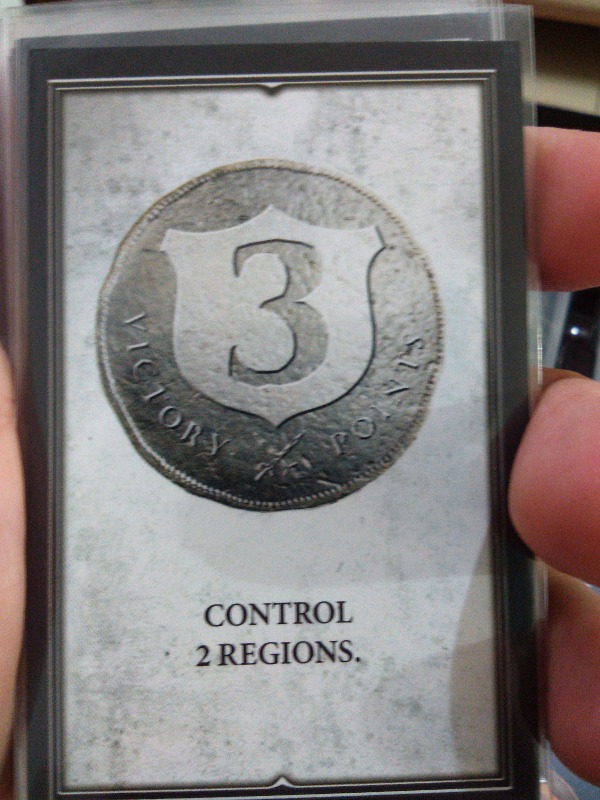 3
VICTORY POINTS
CONTROL
2 REGIONS.